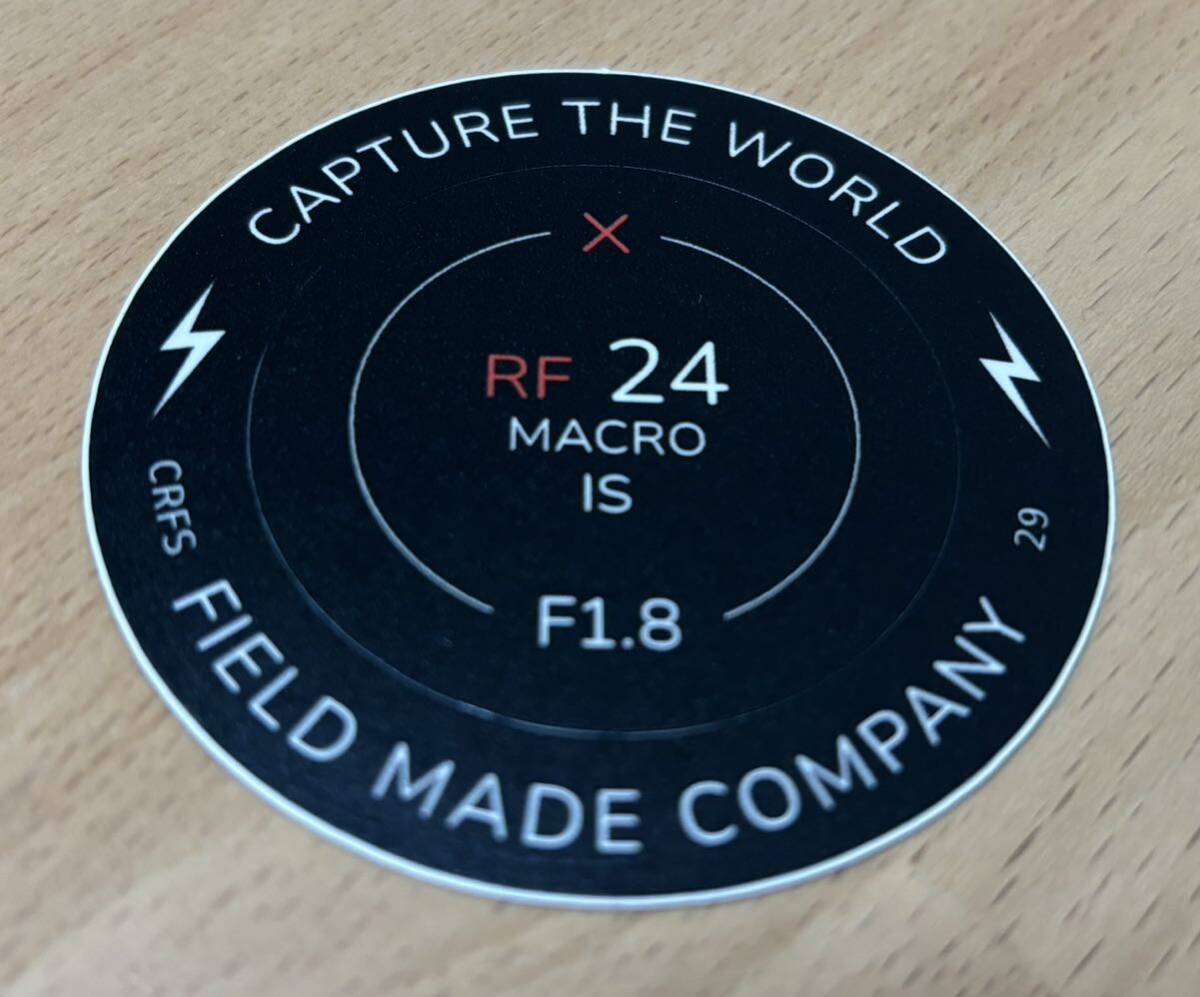 CAPTURE THE WORLD
X
RF 24
MACRO
IS
F1.8
CRFS
29
FIELD MADE COMPANY